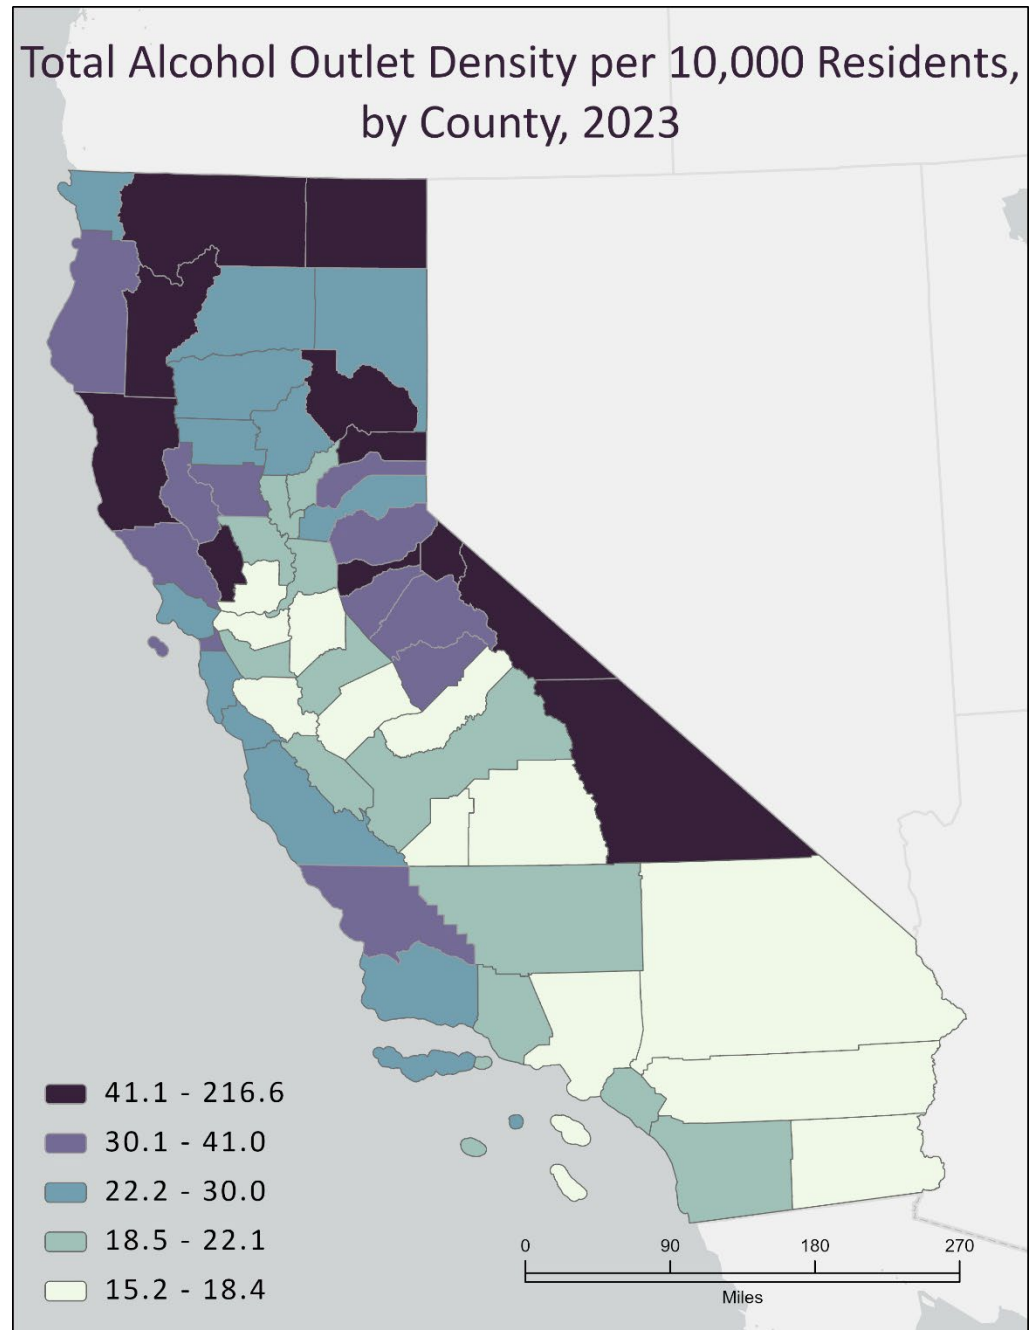 Total Alcohol Outlet Density per 10,000 Residents,
by County, 2023
41.1 - 216.6
30.1 - 41.0
22.2 - 30.0
18.5 - 22.1
15.2 - 18.4
0 90 180 270
Miles